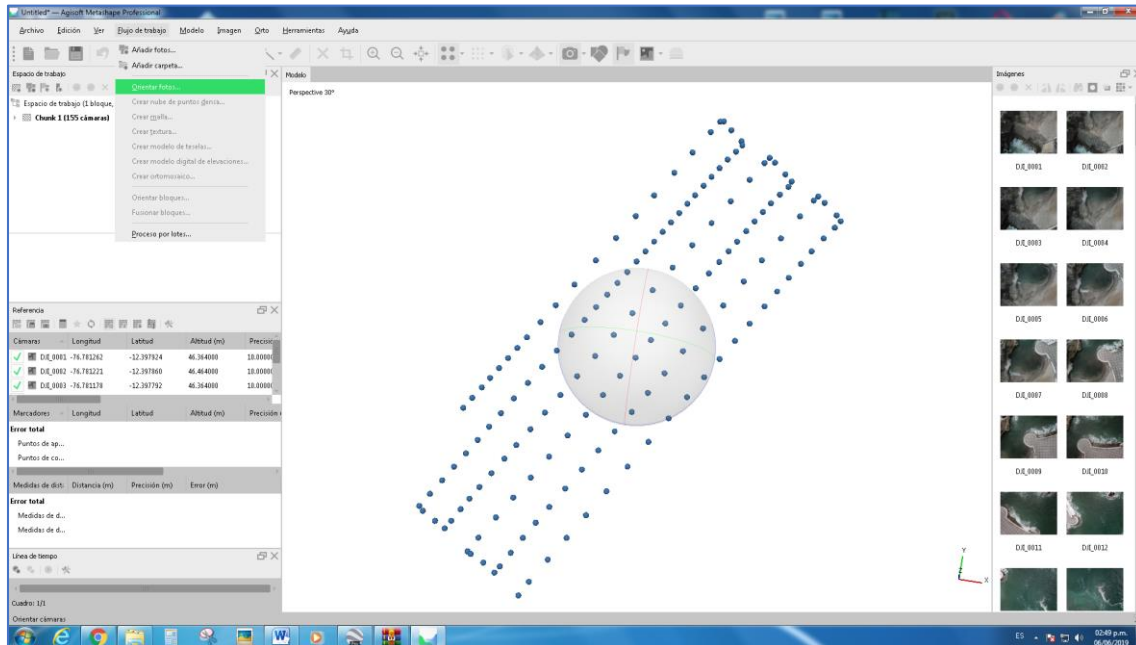 Untitled* — Agisoft Metashape Professional
Archivo Edición Ver Flujo de trabajo Modelo Imagen Orto Herramientas Ayuda
Añadir fotos...
Añadir carpeta...
Orientar fotos...
Crear nube de puntos densa...
Crear malla...
Crear textura...
Crear modelo de teselas...
Crear modelo digital de elevaciones...
Crear ortomosaico...
Orientar bloques...
Fusionar bloques...
Proceso por lotes...
Espacio de trabajo
Espacio de trabajo (1 bloque,
Chunk 1 (155 cámaras)
Modelo
Perspective 30°
Y
Z
X
Referencia
Cámaras Longitud Latitud Altitud (m) Precisió
DJI_0001 -76.781262 -12.397924 46.364000 10.0000
DJI_0002 -76.781221 -12.397860 46.464000 10.0000
DJI_0003 -76.781178 -12.397792 46.364000 10.0000
Marcadores Longitud Latitud Altitud (m) Precisión
Error total
Puntos de ap...
Puntos de co...
Medidas de dist. Distancia (m) Precisión (m) Error (m)
Error total
Medidas de d...
Medidas de d...
Línea de tiempo
Cuadro: 1/1
Orientar cámaras
Imágenes
DJI_0001 DJI_0002
DJI_0003 DJI_0004
DJI_0005 DJI_0006
DJI_0007 DJI_0008
DJI_0009 DJI_0010
DJI_0011 DJI_0012
ES
02:49 p.m.
06/06/2019